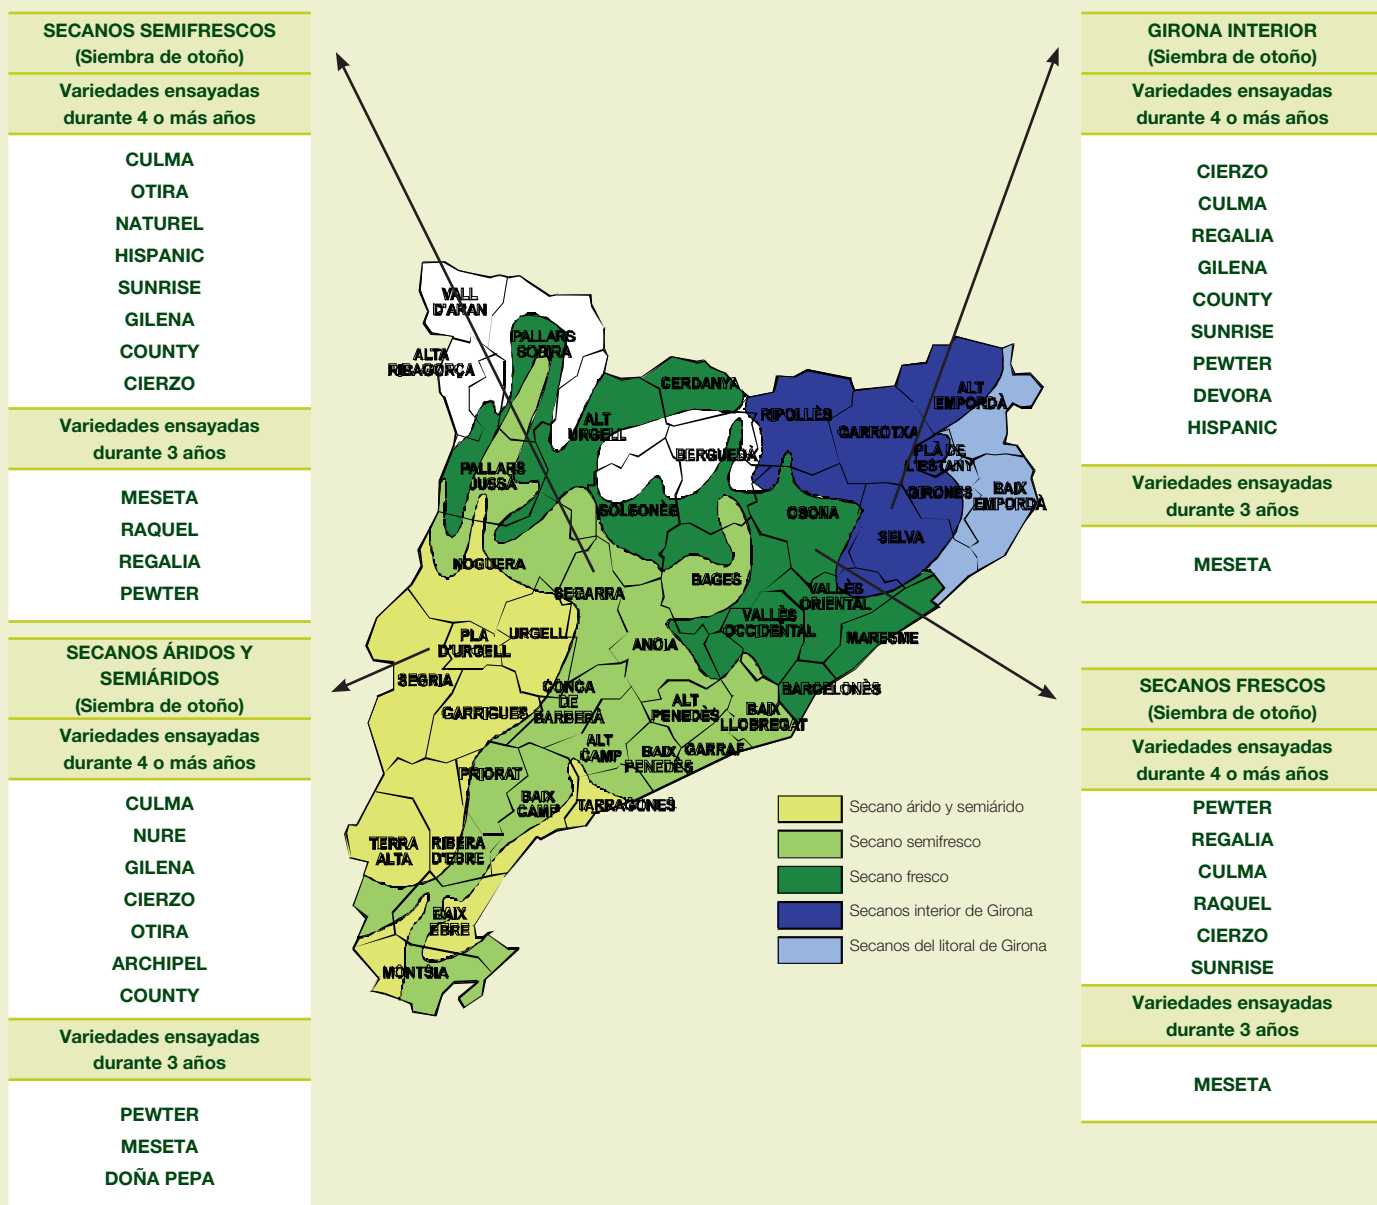 SECANOS SEMIFRESCOS
(Siembra de otoño)
Variedades ensayadas
durante 4 o más años
CULMA
OTIRA
NATUREL
HISPANIC
SUNRISE
GILENA
COUNTY
CIERZO
Variedades ensayadas
durante 3 años
MESETA
RAQUEL
REGALIA
PEWTER
SECANOS ÁRIDOS Y
SEMIÁRIDOS
(Siembra de otoño)
Variedades ensayadas
durante 4 o más años
CULMA
NURE
GILENA
CIERZO
OTIRA
ARCHIPEL
COUNTY
Variedades ensayadas
durante 3 años
PEWTER
MESETA
DOÑA PEPA
VALL
D'ARAN
PALLARS
SOBIRA
ALTA
RIBAGORÇA
CERDANYA
ALT
URGELL
RIPOLLÈS
ALT
EMPORDÀ
GARROTXA
BERGUEDÀ
PLÀ DE
L'ESTANY
PALLARS
JUSSA
GIRONES
BAIX
EMPORDÀ
SOLSONÈS
OSONA
SELVA
NOGUERA
SEGARRA
BAGES
VALLÈS
ORIENTAL
VALLÈS
OCCIDENTAL
MARESME
PLA
D'URGELL
URGELL
ANOIA
SEGRIA
CONCA
DE
BARBERÀ
BARCELONÈS
GARRIGUES
ALT
PENEDÈS
BAIX
LLOBREGAT
ALT
CAMP
BAIX
PENEDÈS
GARRAF
PRIORAT
BAIX
CAMP
TARRAGONES
TERRA
ALTA
RIBERA
D'EBRE
BAIX
EBRE
MONTSIA
Secano árido y semiárido
Secano semifresco
Secano fresco
Secanos interior de Girona
Secanos del litoral de Girona
GIRONA INTERIOR
(Siembra de otoño)
Variedades ensayadas
durante 4 o más años
CIERZO
CULMA
REGALIA
GILENA
COUNTY
SUNRISE
PEWTER
DEVORA
HISPANIC
Variedades ensayadas
durante 3 años
MESETA
SECANOS FRESCOS
(Siembra de otoño)
Variedades ensayadas
durante 4 o más años
PEWTER
REGALIA
CULMA
RAQUEL
CIERZO
SUNRISE
Variedades ensayadas
durante 3 años
MESETA